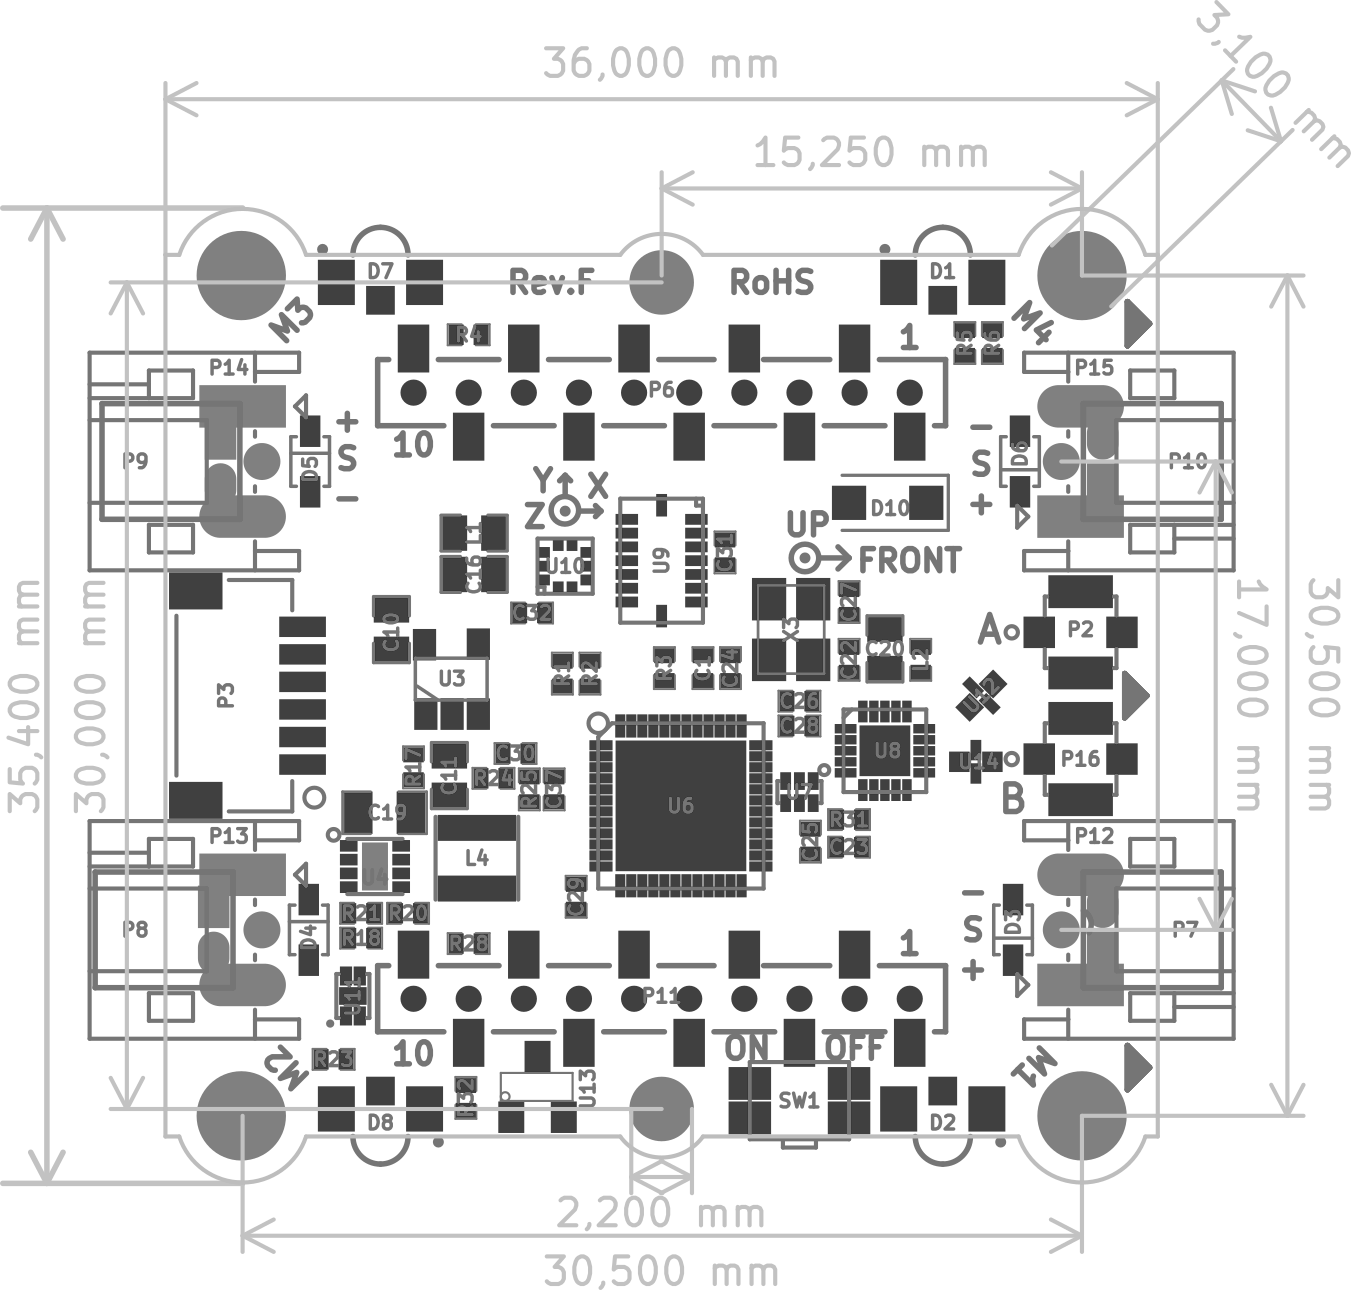 3,100 mm
36,000 mm
15,250 mm
D7
Rev.F
RoHS
D1
M3
M4
R4
1
R5
R6
P14
P6
P15
+
S
-
10
-
S
+
P9
D5
D6
P10
Y
X
Z
D10
UP
FRONT
L1
U9
C31
U10
C16
C32
C27
C10
X3
A
P2
C20
C22
L2
U3
R1
R2
R3
C1
C24
P3
C26
U12
C28
35,400 mm
30,000 mm
17,000 mm
30,500 mm
C30
U8
P16
U14
R17
C11
R24
R25
C37
U7
B
C19
U6
R31
P13
C25
C23
P12
L4
U4
C29
R21
R20
1
-
S
+
P8
D4
R18
R28
D3
P7
U11
P11
10
ON
OFF
M2
R23
M1
R32
U13
SW1
D8
D2
2,200 mm
30,500 mm